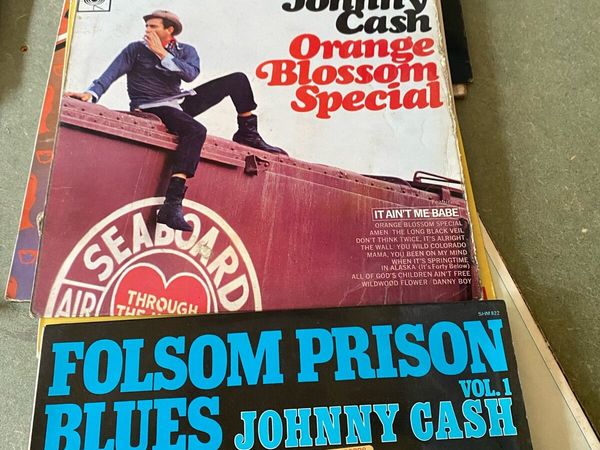 Johnny
Cash
Orange
Blossom
Special
Features
IT AIN'T ME BABE
ORANGE BLOSSOM SPECIAL
AMEN THE LONG BLACK VEIL
DON'T THINK TWICE, IT'S ALRIGHT
THE WALL/YOU WILD COLORADO
MAMA, YOU BEEN ON MY MIND
WHEN IT'S SPRINGTIME
IN ALASKA (It's Forty Below)
ALL OF GOD'S CHILDREN AIN'T FREE
WILDWOOD FLOWER/DANNY BOY
SEABOARD
AIR
THROUGH
SHM 822
FOLSOM PRISON
BLUES
VOL. 1
JOHNNY CASH